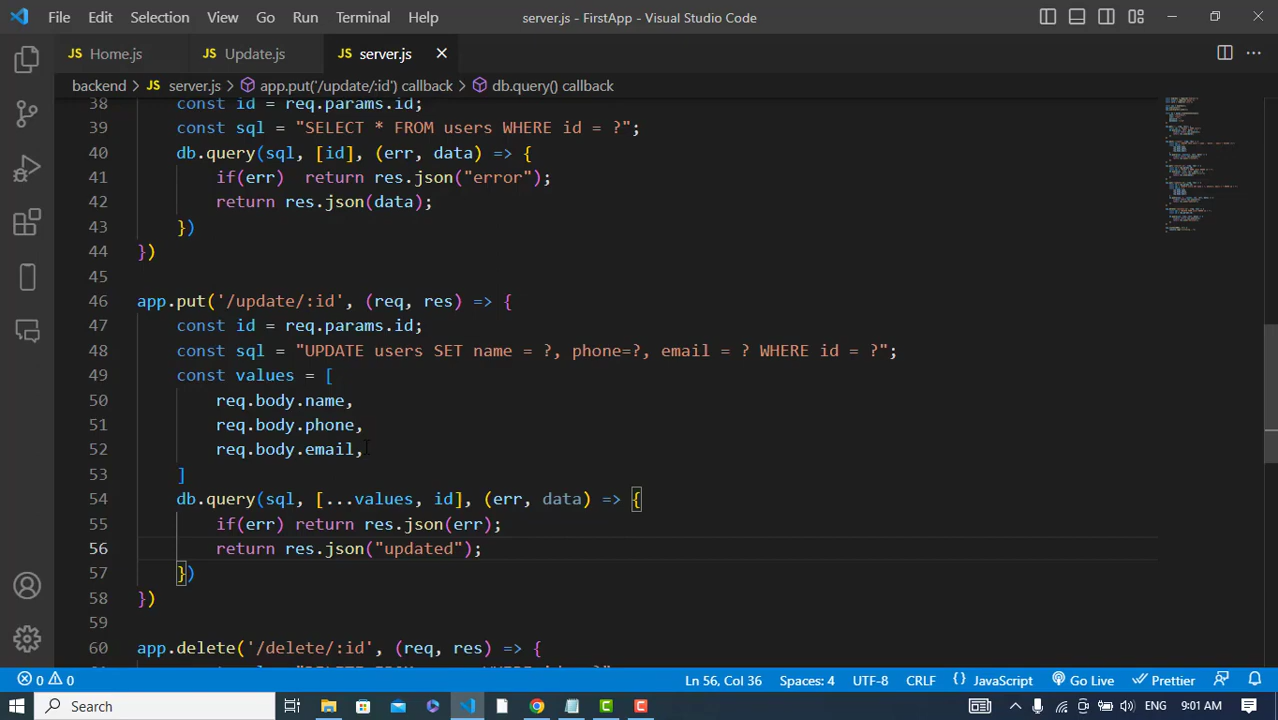 File Edit Selection View Go Run Terminal Help server.js - FirstApp - Visual Studio Code
JS Home.js JS Update.js JS server.js
backend > JS server.js > app.put('/update/:id') callback > db.query() callback
38 const id = req.params.id;
39 const sql = "SELECT * FROM users WHERE id = ?";
40 db.query(sql, [id], (err, data) => {
41 if(err)  return res.json("error");
42 return res.json(data);
43 })
44 })
45
46 app.put('/update/:id', (req, res) => {
47 const id = req.params.id;
48 const sql = "UPDATE users SET name = ?, phone=?, email = ? WHERE id = ?";
49 const values = [
50 req.body.name,
51 req.body.phone,
52 req.body.email,
53 ]
54 db.query(sql, [...values, id], (err, data) => {
55 if(err) return res.json(err);
56 return res.json("updated");
57 })
58 })
59
60 app.delete('/delete/:id', (req, res) => {
0 0 Ln 56, Col 36 Spaces: 4 UTF-8 CRLF {} JavaScript Go Live Prettier
Search ENG 9:01 AM